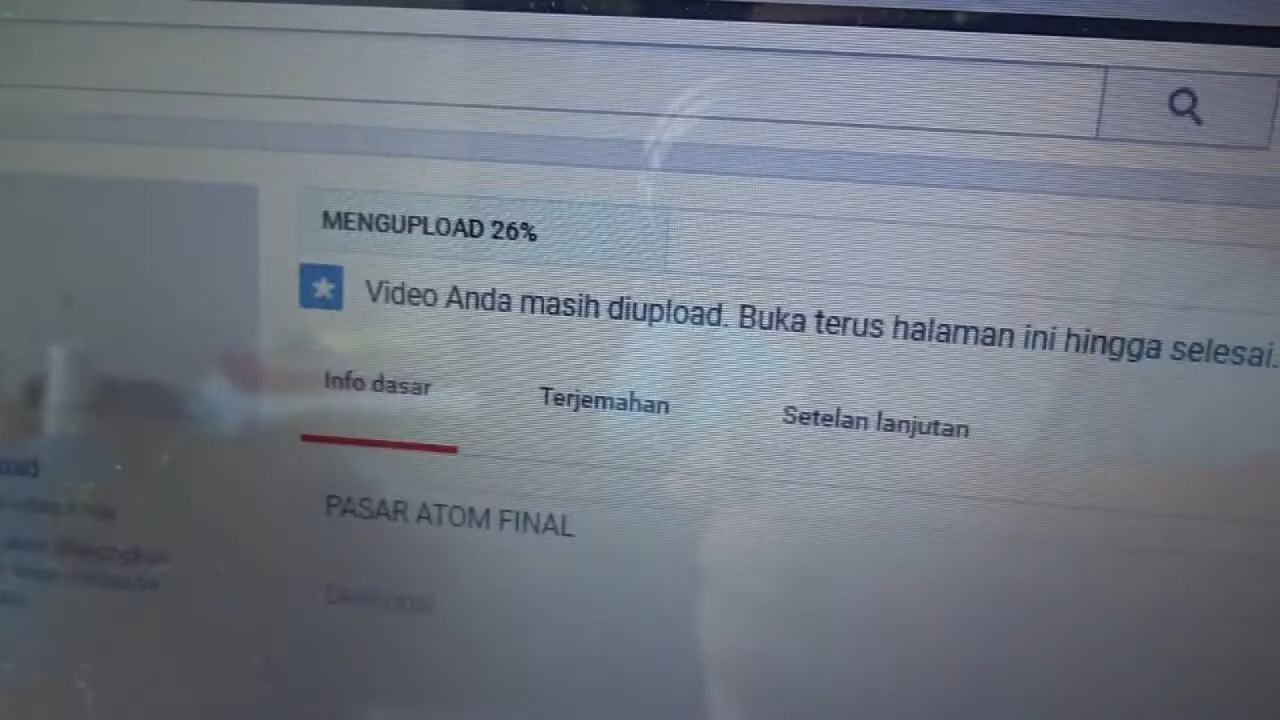 MENGUPLOAD 26%
Video Anda masih diupload. Buka terus halaman ini hingga selesai.
Info dasar
Terjemahan
Setelan lanjutan
PASAR ATOM FINAL
Deskripsi